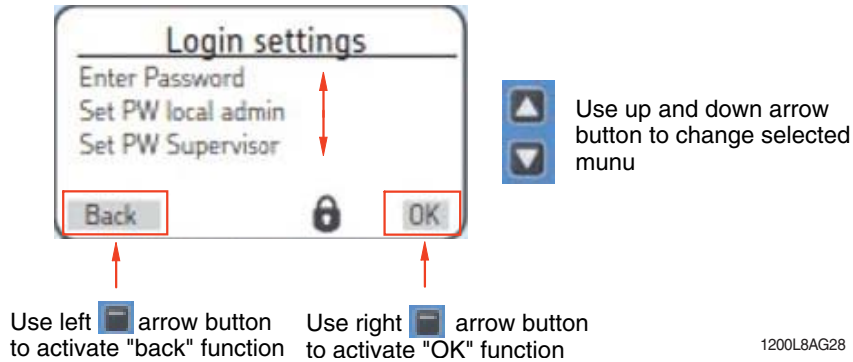 Login settings
Enter Password
Set PW local admin
Set PW Supervisor
Back
OK
Use up and down arrow
button to change selected
munu
Use left arrow button
to activate "back" function
Use right arrow button
to activate "OK" function
1200L8AG28